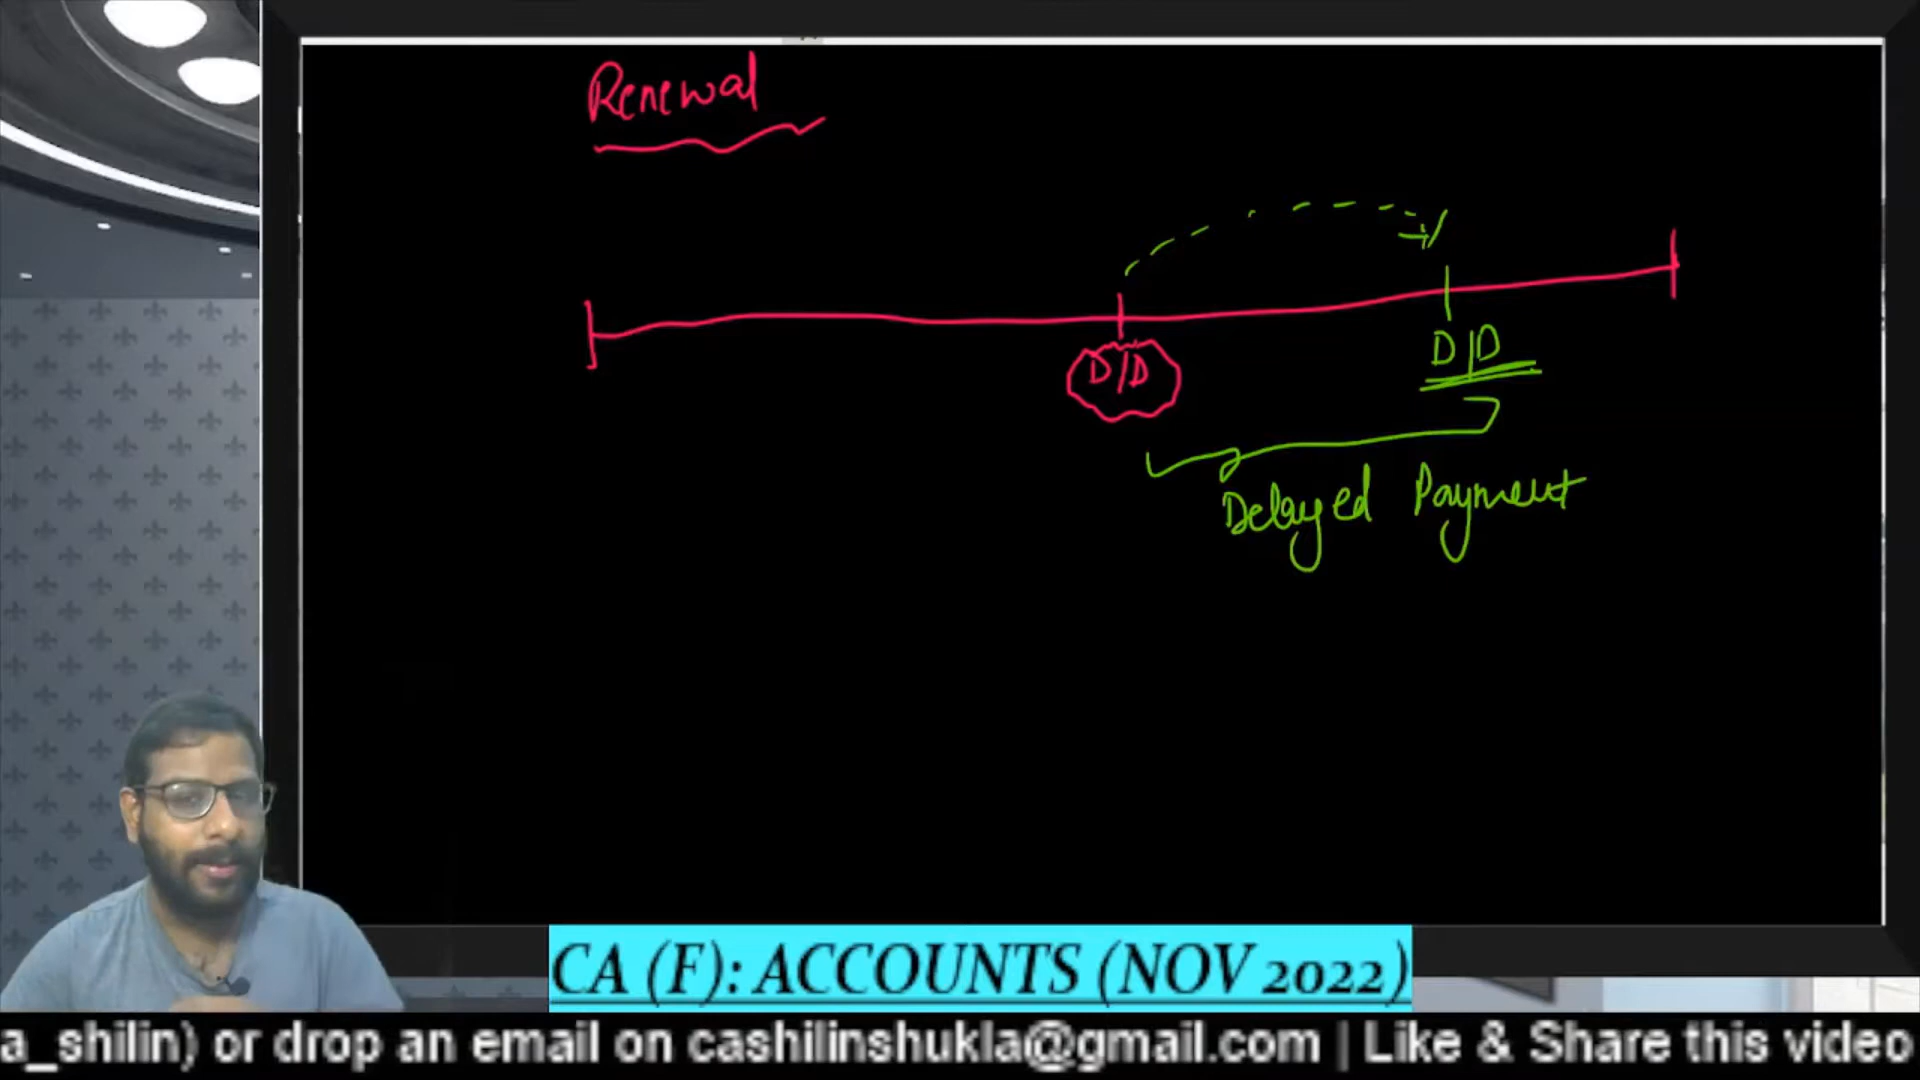 Renewal
D/D
D/D
Delayed Payment
CA (F): ACCOUNTS (NOV 2022)
a_shilin) or drop an email on cashilinshukla@gmail.com | Like & Share this video